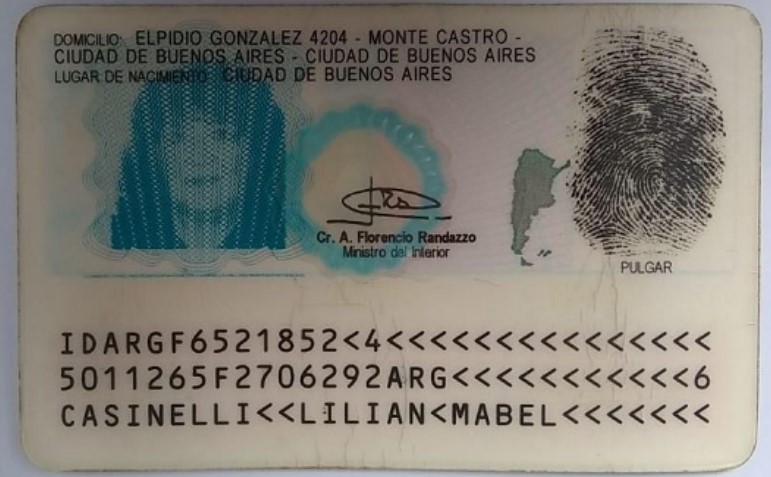 DOMICILIO: ELPIDIO GONZALEZ 4204 - MONTE CASTRO -
CIUDAD DE BUENOS AIRES - CIUDAD DE BUENOS AIRES
LUGAR DE NACIMIENTO: CIUDAD DE BUENOS AIRES
Cr. A. Florencio Randazzo
Ministro del Interior
PULGAR
IDARGF6521852<4<<<<<<<<<<<<<<<
5011265F2706292ARG<<<<<<<<<<<6
CASINELLI<<LILIAN<MABEL<<<<<<<